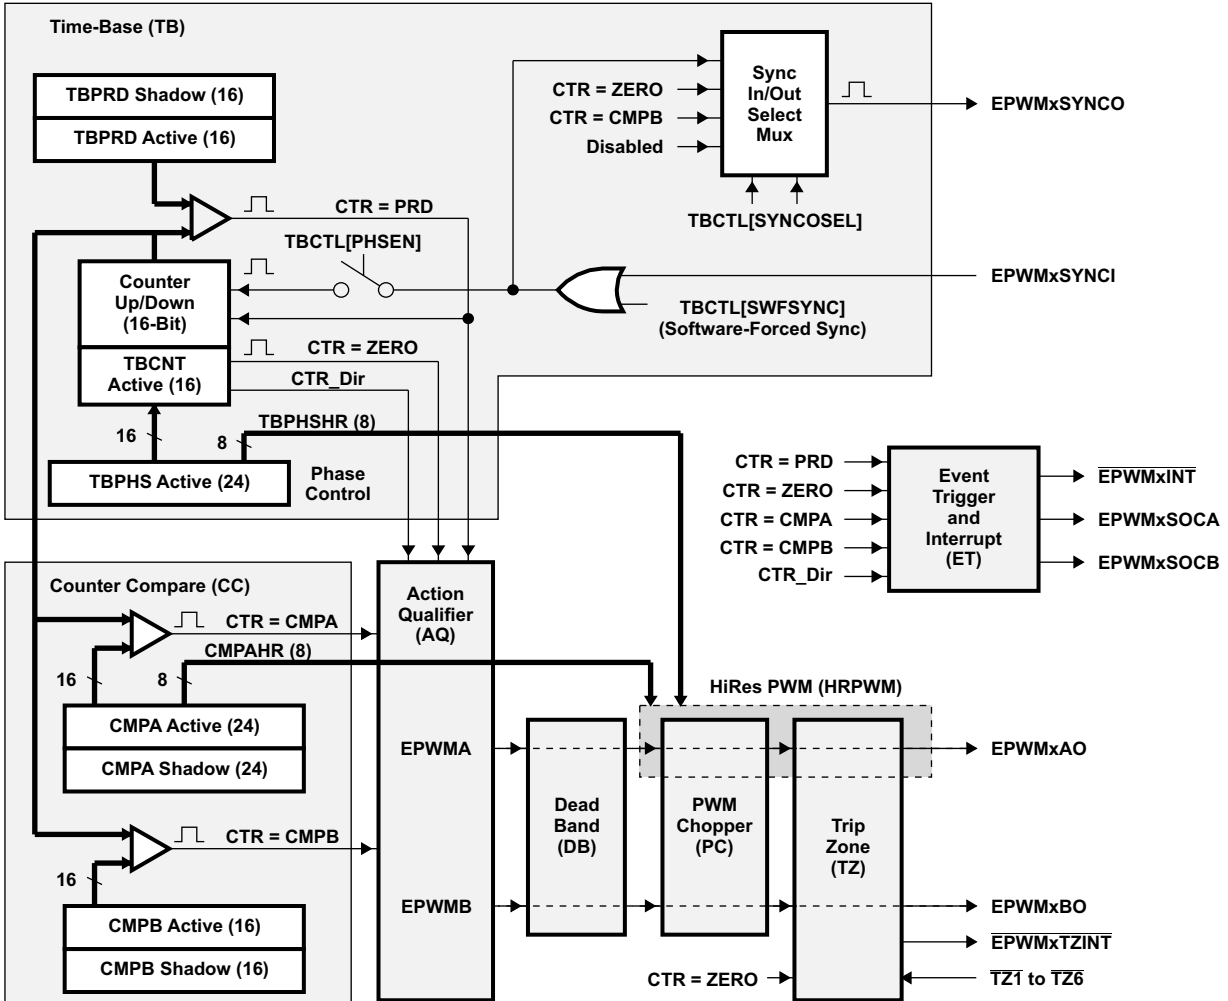 Time-Base (TB)
TBPRD Shadow (16)
TBPRD Active (16)
CTR = ZERO
CTR = CMPB
Disabled
Sync
In/Out
Select
Mux
EPWMxSYNCO
TBCTL[SYNCOSEL]
CTR = PRD
TBCTL[PHSEN]
Counter
Up/Down
(16-Bit)
EPWMxSYNCI
TBCTL[SWFSYNC]
(Software-Forced Sync)
CTR = ZERO
TBCNT
Active (16)
CTR_Dir
16
8
TBPHSHR (8)
TBPHS Active (24)
Phase
Control
CTR = PRD
CTR = ZERO
CTR = CMPA
CTR = CMPB
CTR_Dir
Event
Trigger
and
Interrupt
(ET)
EPWMxINT
EPWMxSOCA
EPWMxSOCB
Counter Compare (CC)
CTR = CMPA
Action
Qualifier
(AQ)
16
8
CMPAHR (8)
HiRes PWM (HRPWM)
CMPA Active (24)
CMPA Shadow (24)
EPWMA
EPWMxAO
Dead
Band
(DB)
PWM
Chopper
(PC)
Trip
Zone
(TZ)
CTR = CMPB
16
EPWMB
EPWMxBO
CMPB Active (16)
CMPB Shadow (16)
EPWMxTZINT
CTR = ZERO
TZ1 to TZ6